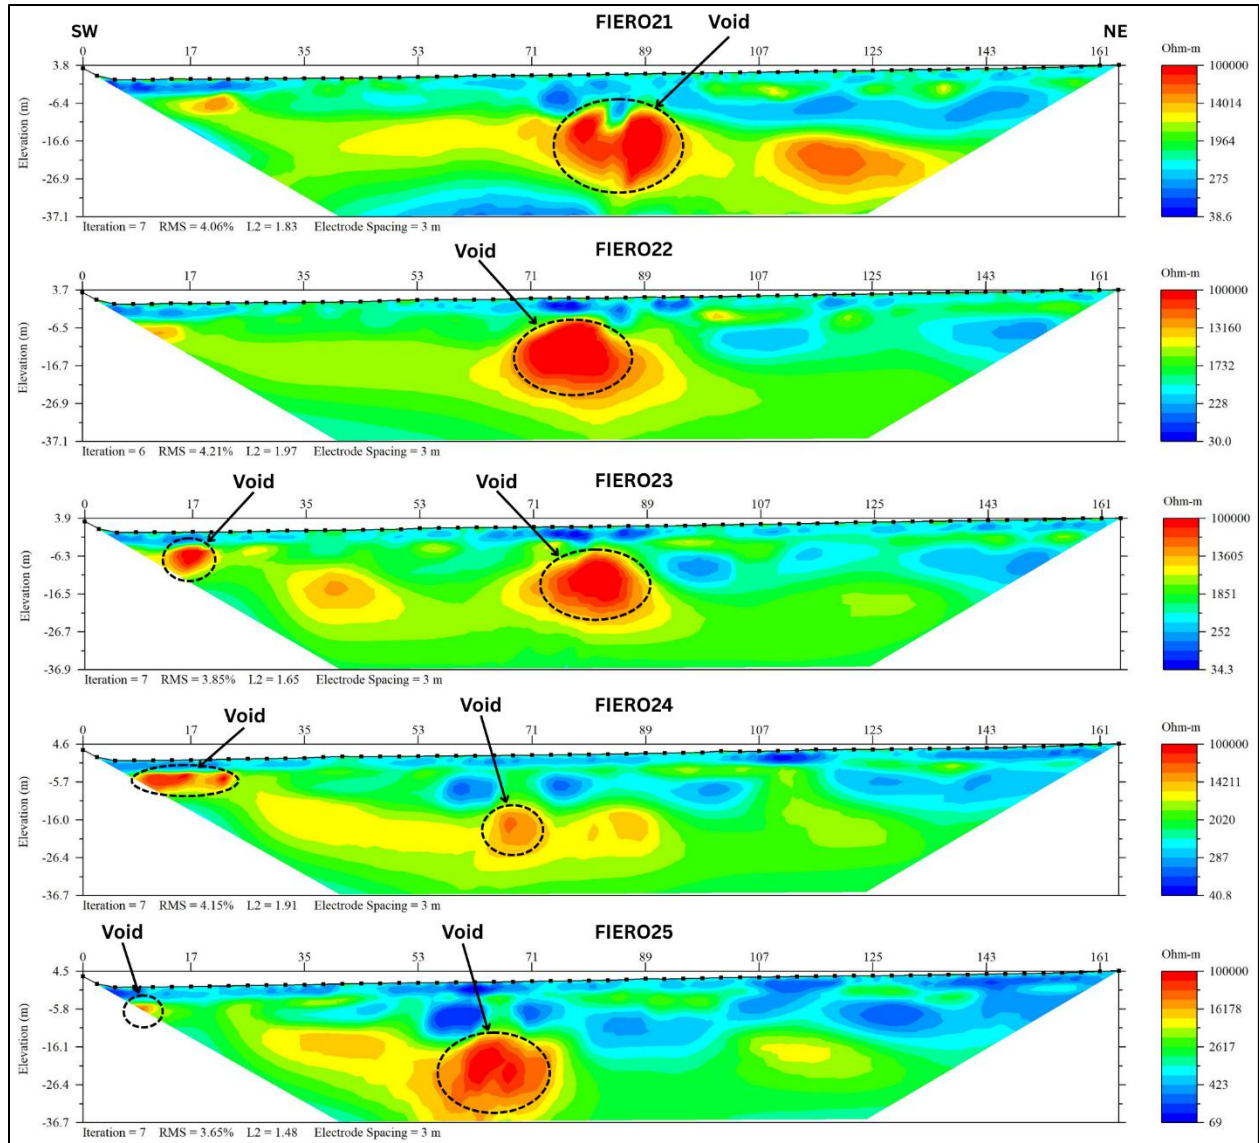 SW FIERO21 Void NE
0 17 35 53 71 89 107 125 143 161 Ohm-m
3.8 100000
-6.4 14014
Elevation (m)
-16.6 1964
-26.9 275
-37.1 38.6
Iteration = 7 RMS = 4.06% L2 = 1.83 Electrode Spacing = 3 m
Void FIERO22
0 17 35 53 71 89 107 125 143 161 Ohm-m
3.7 100000
-6.5 13160
Elevation (m)
-16.7 1732
-26.9 228
-37.1 30.0
Iteration = 6 RMS = 4.21% L2 = 1.97 Electrode Spacing = 3 m
Void Void FIERO23
0 17 35 53 71 89 107 125 143 161 Ohm-m
3.9 100000
-6.3 13605
Elevation (m)
-16.5 1851
-26.7 252
-36.9 34.3
Iteration = 7 RMS = 3.85% L2 = 1.65 Electrode Spacing = 3 m
Void Void FIERO24
0 17 35 53 71 89 107 125 143 161 Ohm-m
4.6 100000
-5.7 14211
Elevation (m)
-16.0 2020
-26.4 287
-36.7 40.8
Iteration = 7 RMS = 4.15% L2 = 1.91 Electrode Spacing = 3 m
Void Void FIERO25
0 17 35 53 71 89 107 125 143 161 Ohm-m
4.5 100000
-5.8 16178
Elevation (m)
-16.1 2617
-26.4 423
-36.7 69
Iteration = 7 RMS = 3.65% L2 = 1.48 Electrode Spacing = 3 m